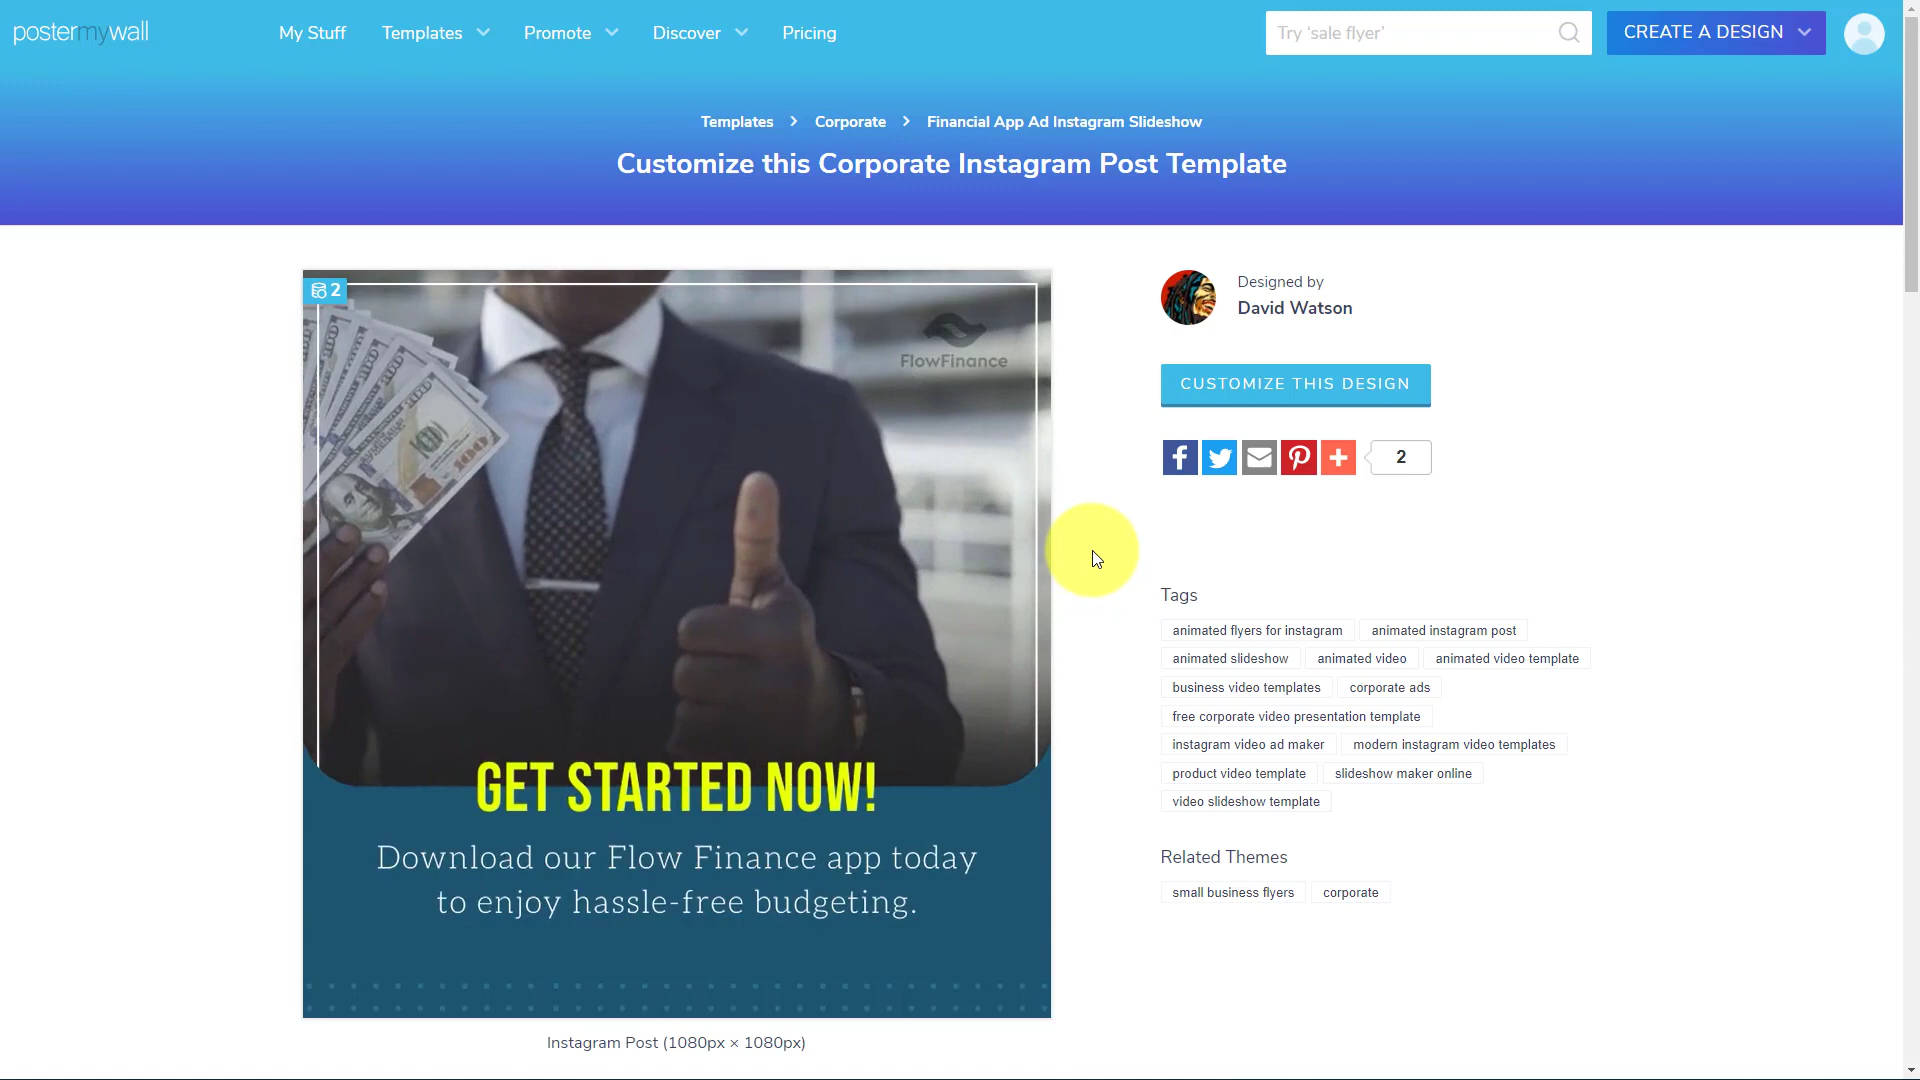 postermywall
My Stuff
Templates
Promote
Discover
Pricing
Try 'sale flyer'
CREATE A DESIGN
Templates > Corporate > Financial App Ad Instagram Slideshow
Customize this Corporate Instagram Post Template
2
FlowFinance
100
GET STARTED NOW!
Download our Flow Finance app today
to enjoy hassle-free budgeting.
Instagram Post (1080px × 1080px)
Designed by
David Watson
CUSTOMIZE THIS DESIGN
2
Tags
animated flyers for instagram
animated instagram post
animated slideshow
animated video
animated video template
business video templates
corporate ads
free corporate video presentation template
instagram video ad maker
modern instagram video templates
product video template
slideshow maker online
video slideshow template
Related Themes
small business flyers
corporate